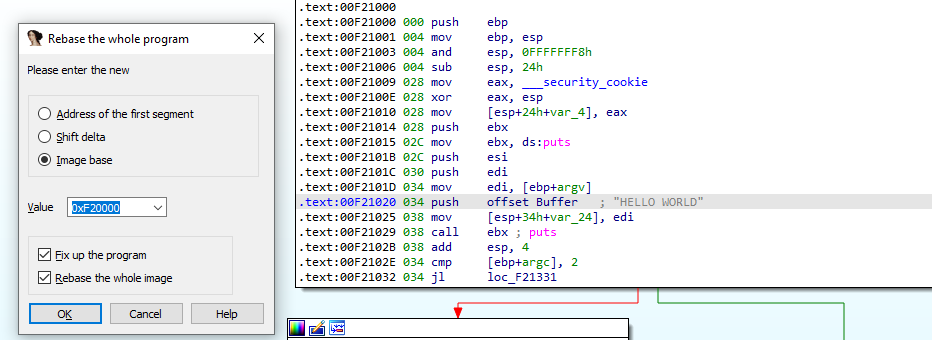 Rebase the whole program
Please enter the new
Address of the first segment
Shift delta
Image base
Value 0xF20000
Fix up the program
Rebase the whole image
OK Cancel Help
.text:00F21000
.text:00F21000 000 push ebp
.text:00F21001 004 mov ebp, esp
.text:00F21003 004 and esp, 0FFFFFFF8h
.text:00F21006 004 sub esp, 24h
.text:00F21009 028 mov eax, ___security_cookie
.text:00F2100E 028 xor eax, esp
.text:00F21010 028 mov [esp+24h+var_4], eax
.text:00F21014 028 push ebx
.text:00F21015 02C mov ebx, ds:puts
.text:00F2101B 02C push esi
.text:00F2101C 030 push edi
.text:00F2101D 034 mov edi, [ebp+argv]
.text:00F21020 034 push offset Buffer ; "HELLO WORLD"
.text:00F21025 038 mov [esp+34h+var_24], edi
.text:00F21029 038 call ebx ; puts
.text:00F2102B 038 add esp, 4
.text:00F2102E 034 cmp [ebp+argc], 2
.text:00F21032 034 jl loc_F21331